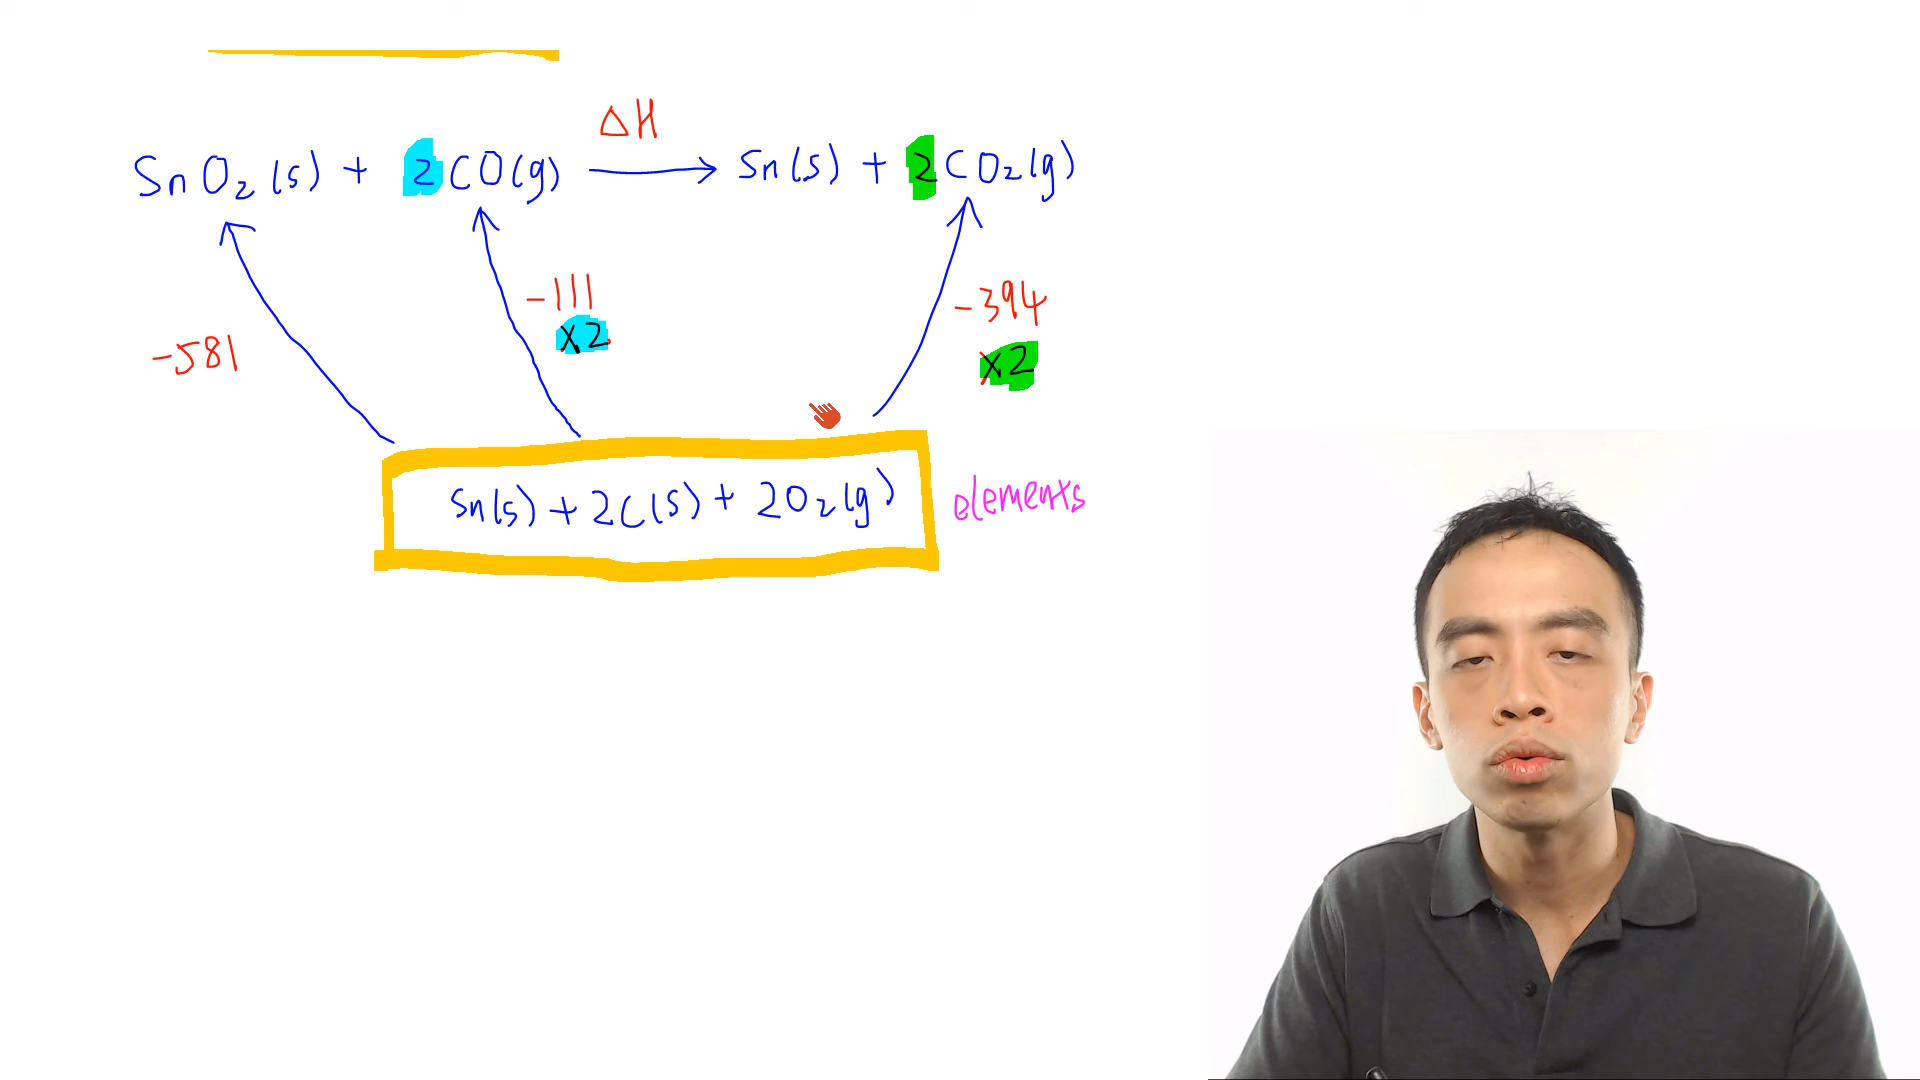 ΔH
SnO₂(s) + 2CO(g) → Sn(s) + 2CO₂(g)
-111
-394
x2
-581
x2
Sn(s) + 2C(s) + 2O₂(g)
elements